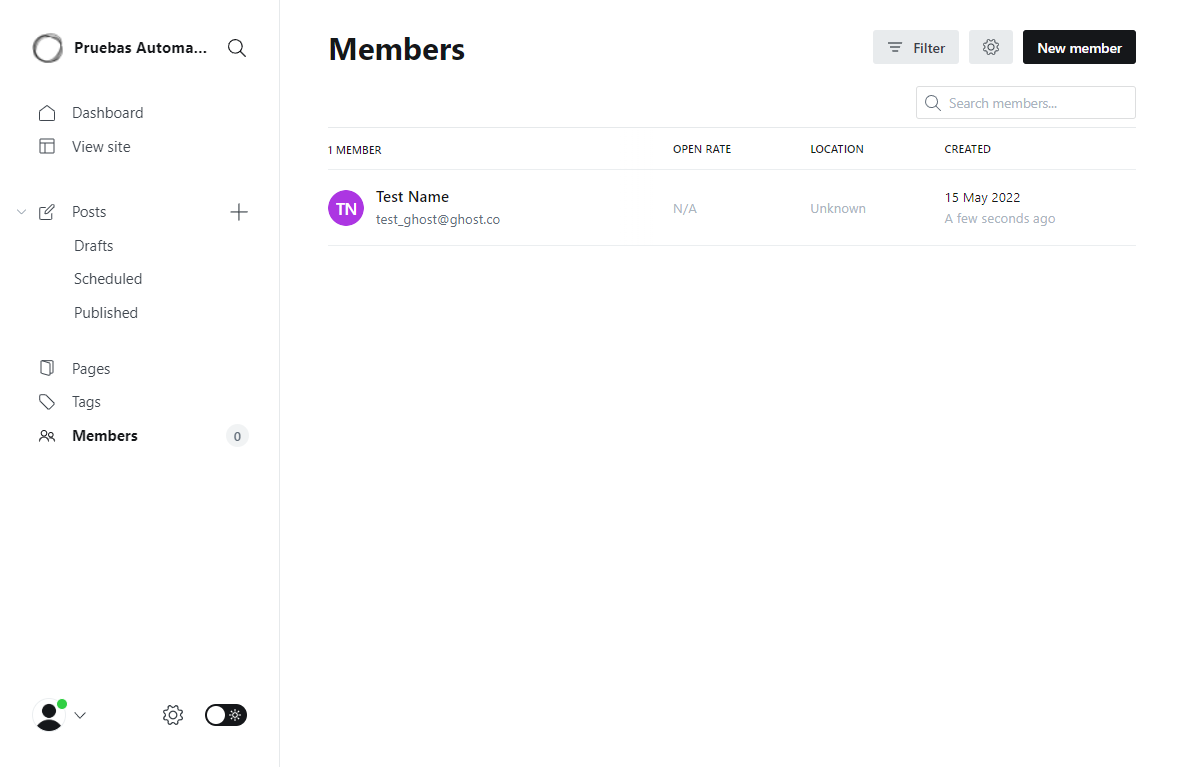 Pruebas Automa...
Dashboard
View site
Posts
Drafts
Scheduled
Published
Pages
Tags
Members
0
Members
Filter
New member
Search members...
1 MEMBER OPEN RATE LOCATION CREATED
TN
Test Name
test_ghost@ghost.co
N/A
Unknown
15 May 2022
A few seconds ago